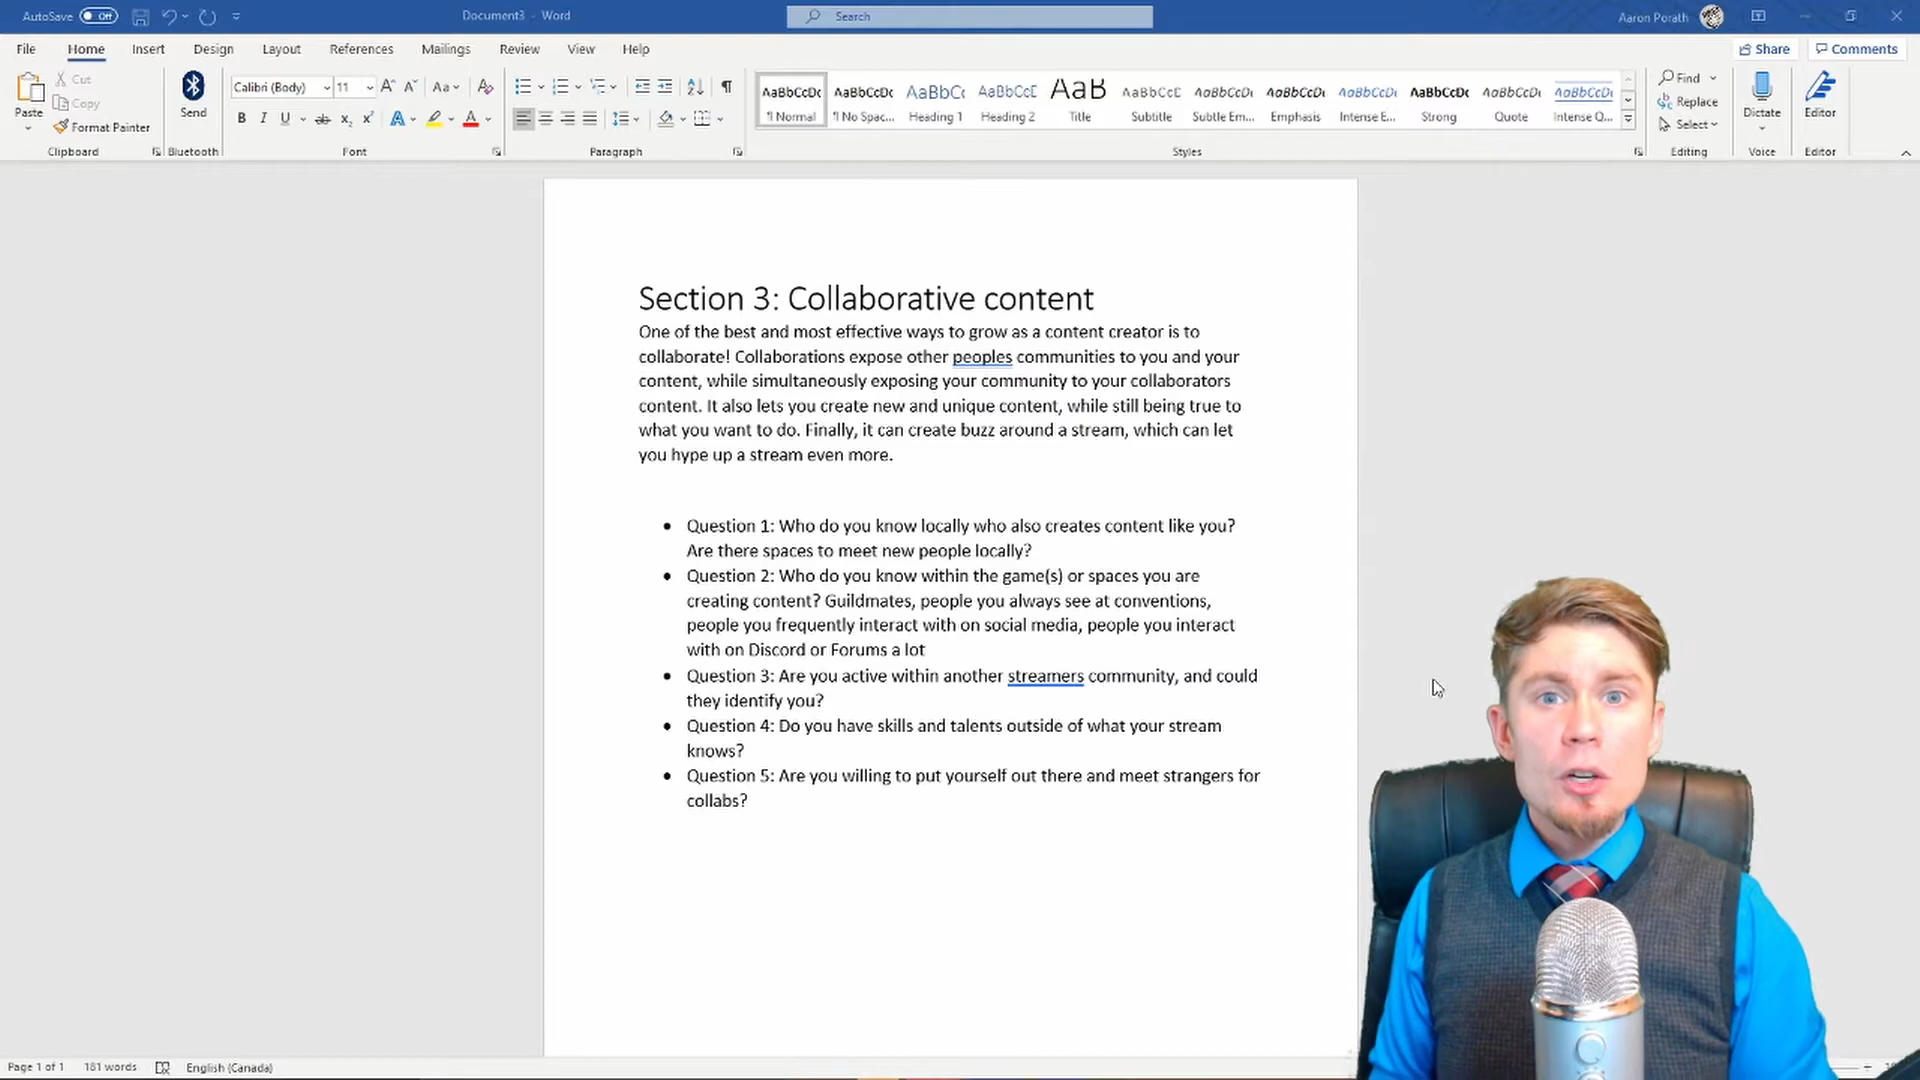 AutoSave Off Document3 - Word Search Aaron Porath
File Home Insert Design Layout References Mailings Review View Help Share Comments
Paste Cut Copy Format Painter Clipboard
Send Bluetooth
Calibri (Body) 11 Aa
B I U ab x₂ x² A A
Font
Paragraph
AaBbCcDc AaBbCcDc AaBbCc AaBbCcE AaB AaBbCcE AaBbCcDc AaBbCcDc AaBbCcDc AaBbCcDc AaBbCcDc AaBbCcDc
¶ Normal ¶ No Spac... Heading 1 Heading 2 Title Subtitle Subtle Em... Emphasis Intense E... Strong Quote Intense Q...
Styles
Find
Replace
Select
Editing
Dictate
Voice
Editor
Editor
Section 3: Collaborative content
One of the best and most effective ways to grow as a content creator is to
collaborate! Collaborations expose other peoples communities to you and your
content, while simultaneously exposing your community to your collaborators
content. It also lets you create new and unique content, while still being true to
what you want to do. Finally, it can create buzz around a stream, which can let
you hype up a stream even more.
• Question 1: Who do you know locally who also creates content like you?
Are there spaces to meet new people locally?
• Question 2: Who do you know within the game(s) or spaces you are
creating content? Guildmates, people you always see at conventions,
people you frequently interact with on social media, people you interact
with on Discord or Forums a lot
• Question 3: Are you active within another streamers community, and could
they identify you?
• Question 4: Do you have skills and talents outside of what your stream
knows?
• Question 5: Are you willing to put yourself out there and meet strangers for
collabs?
Page 1 of 1 181 words English (Canada)